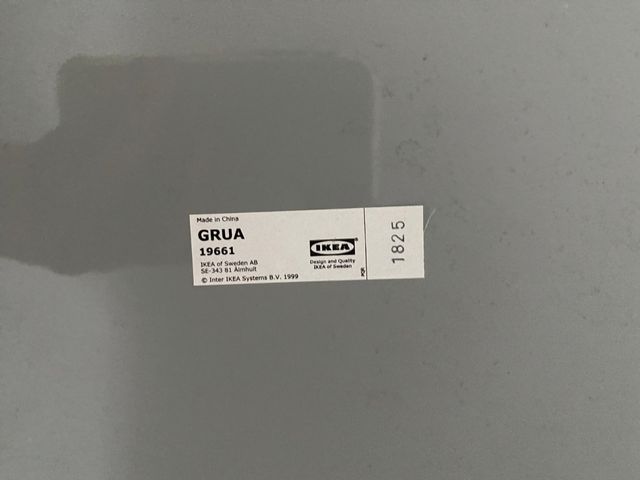 Made in China
GRUA
19661
IKEA of Sweden AB
SE-343 81 Älmhult
© Inter IKEA Systems B.V. 1999
IKEA
Design and Quality
IKEA of Sweden
1825